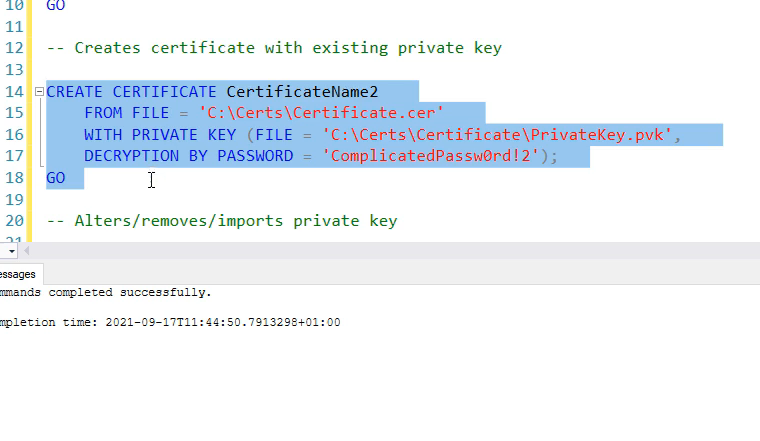 10 GO
11
12 -- Creates certificate with existing private key
13
14 CREATE CERTIFICATE CertificateName2
15 FROM FILE = 'C:\Certs\Certificate.cer'
16 WITH PRIVATE KEY (FILE = 'C:\Certs\Certificate\PrivateKey.pvk',
17 DECRYPTION BY PASSWORD = 'ComplicatedPassw0rd!2');
18 GO
19
20 -- Alters/removes/imports private key
21
essages
mmands completed successfully.
mpletion time: 2021-09-17T11:44:50.7913298+01:00